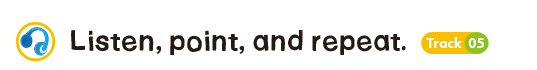 Listen, point, and repeat. Track 05